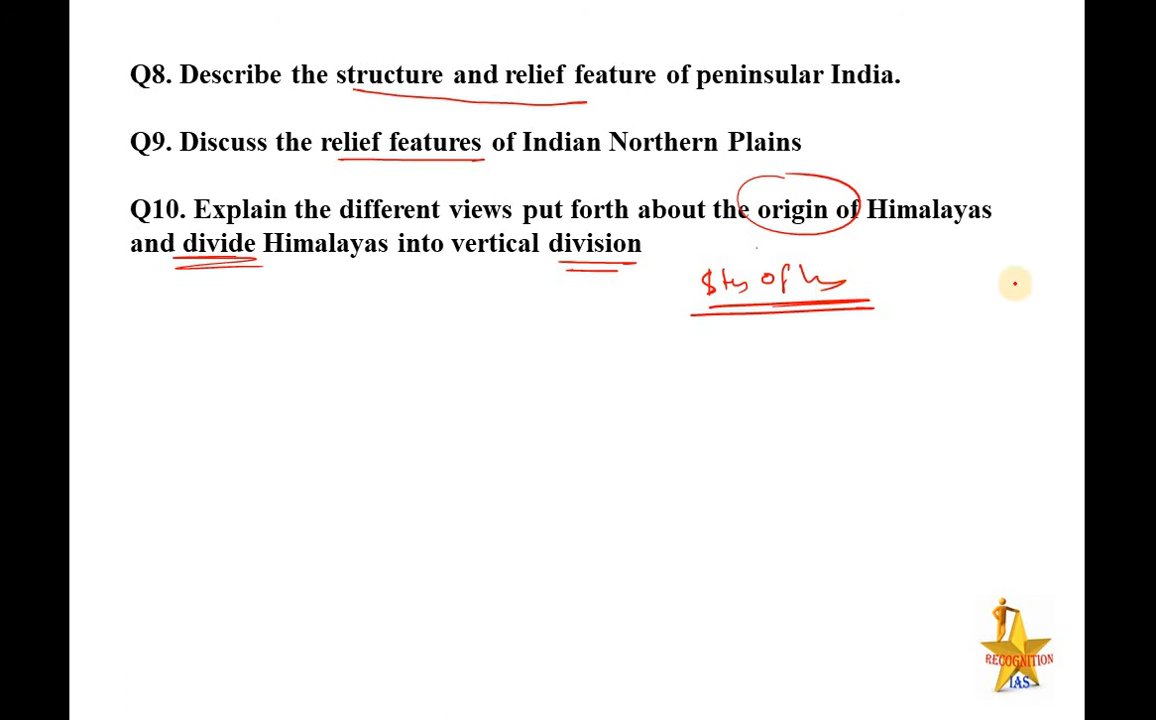 Q8. Describe the structure and relief feature of peninsular India.
Q9. Discuss the relief features of Indian Northern Plains
Q10. Explain the different views put forth about the origin of Himalayas
and divide Himalayas into vertical division
of
RECOGNITION
IAS